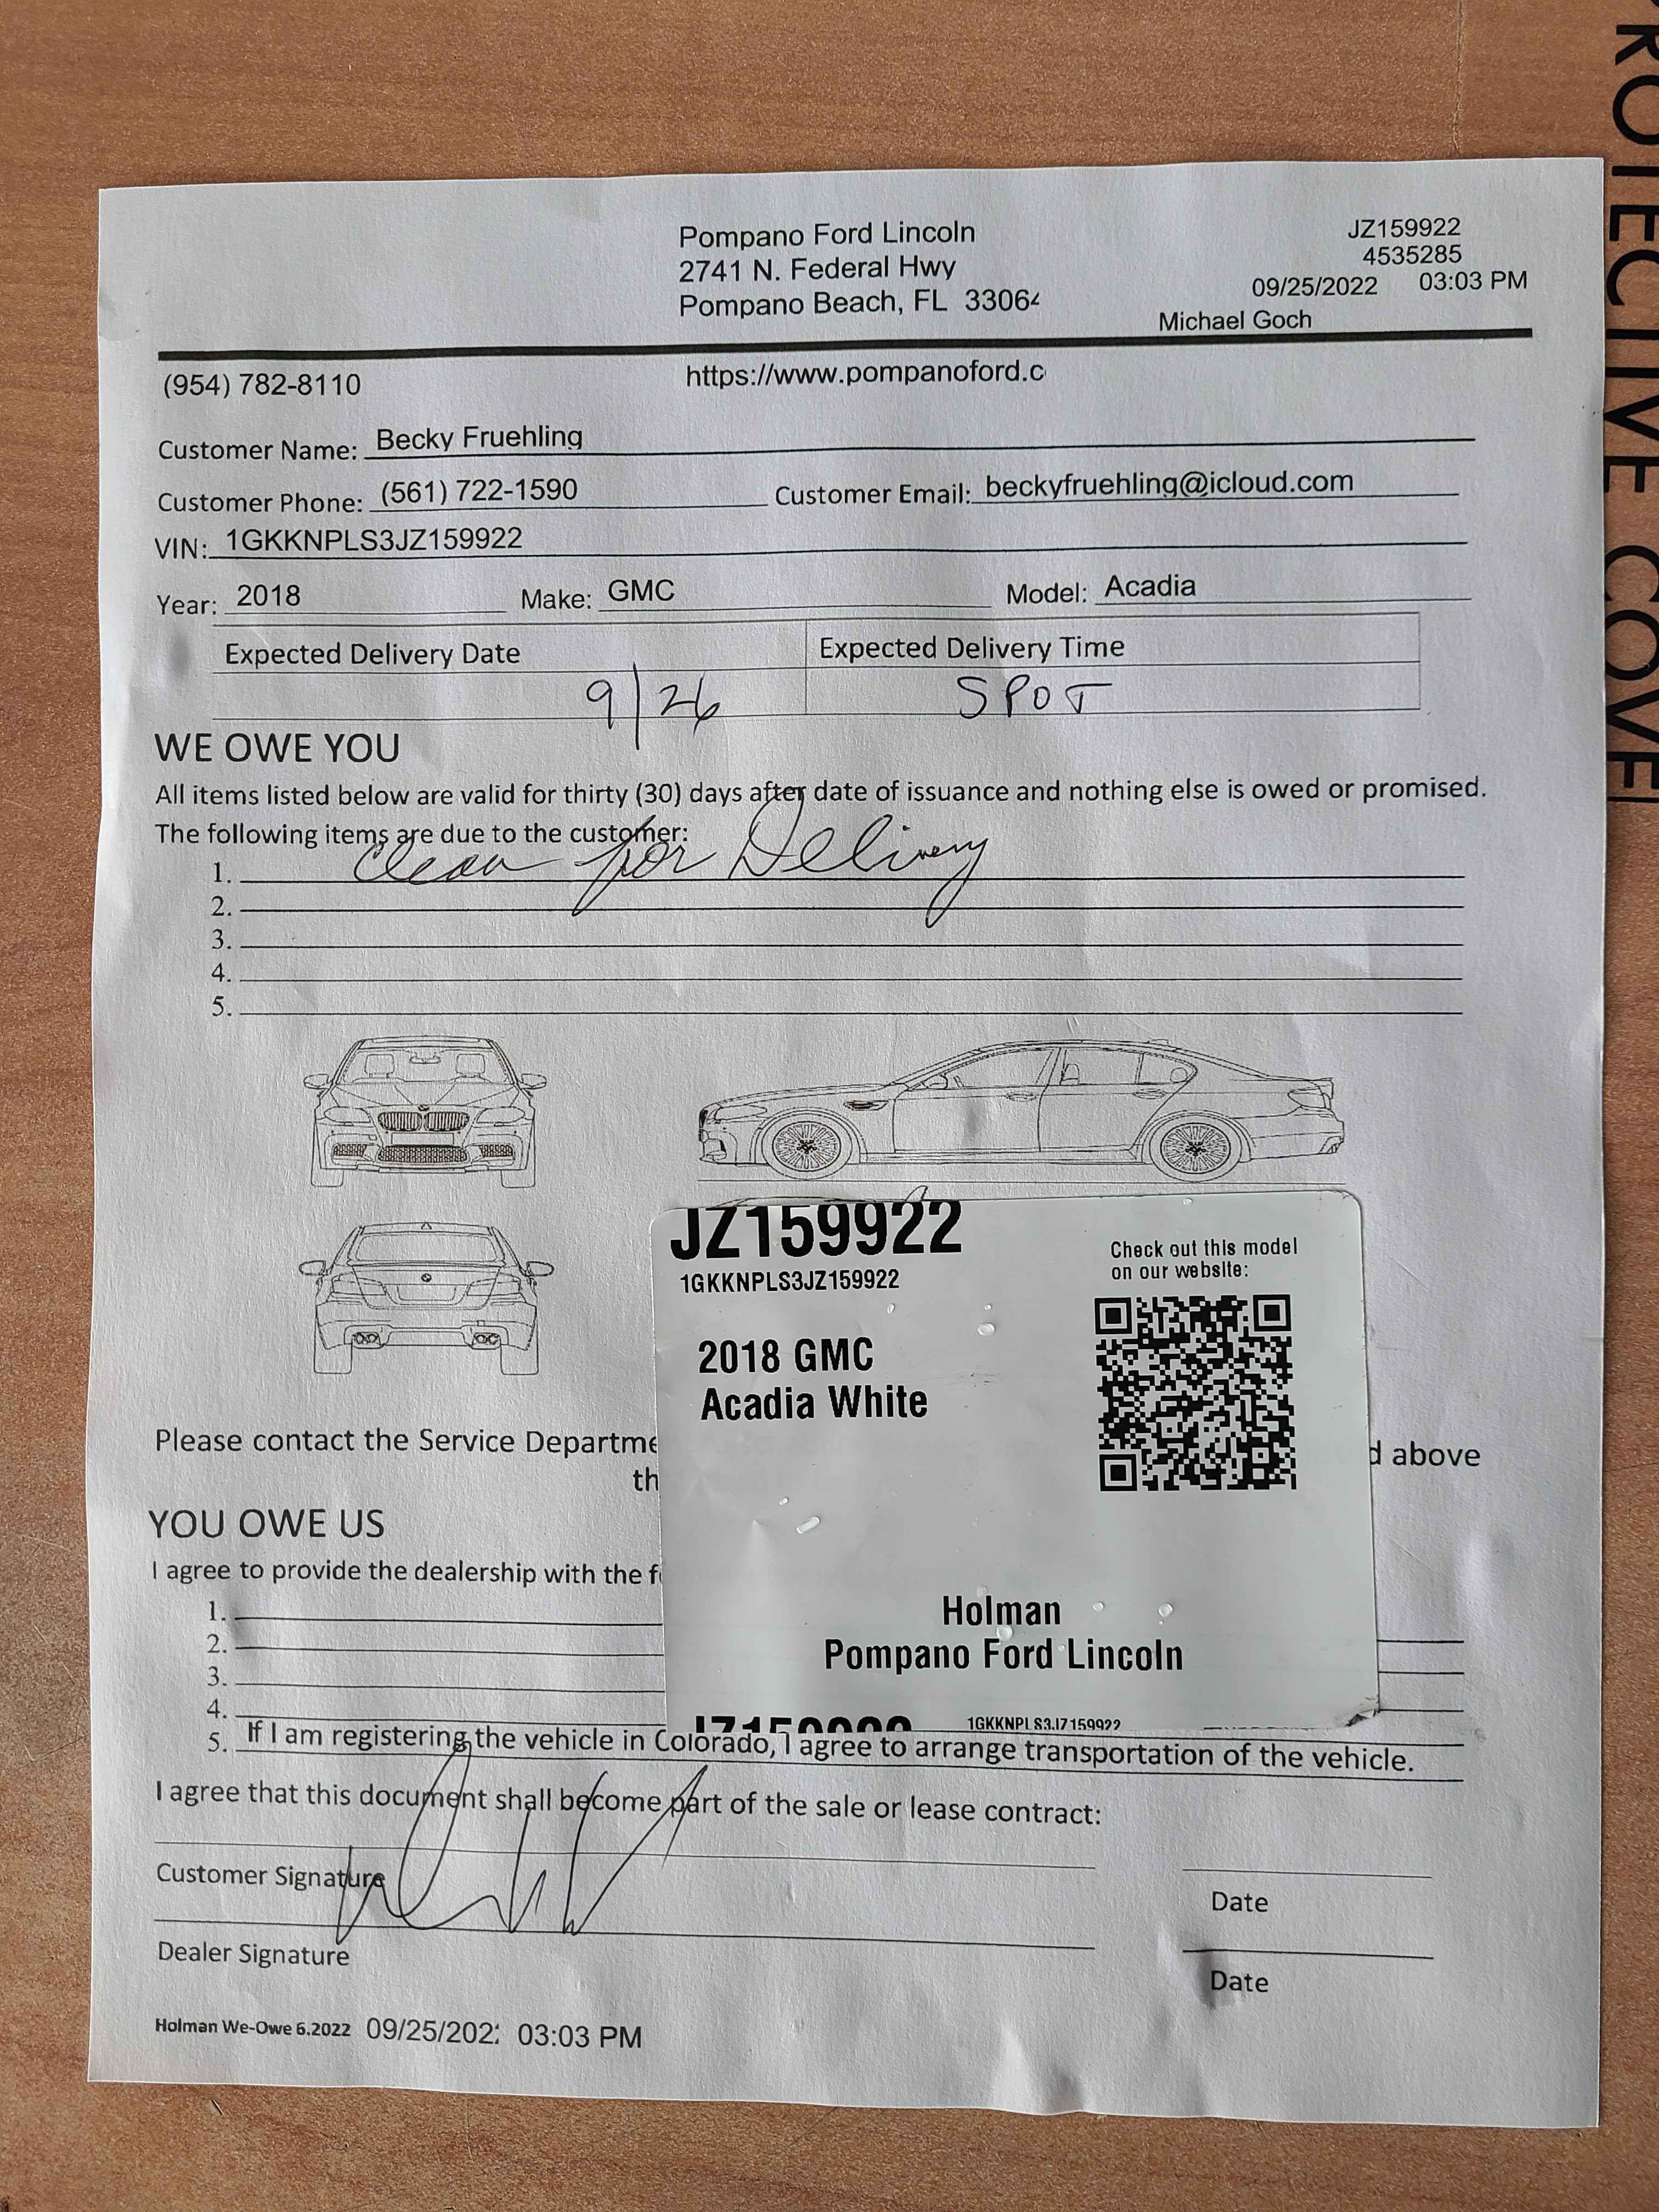 Pompano Ford Lincoln
2741 N. Federal Hwy
Pompano Beach, FL 33064
JZ159922
4535285
09/25/2022 03:03 PM
Michael Goch
(954) 782-8110 https://www.pompanoford.c
Customer Name: Becky Fruehling
Customer Phone: (561) 722-1590 Customer Email: beckyfruehling@icloud.com
VIN: 1GKKNPLS3JZ159922
Year: 2018 Make: GMC Model: Acadia
Expected Delivery Date Expected Delivery Time
9/26 SPOT
WE OWE YOU
All items listed below are valid for thirty (30) days after date of issuance and nothing else is owed or promised.
The following items are due to the customer:
1. Clean for Delivery
2.
3.
4.
5.
JZ159922
1GKKNPLS3JZ159922
2018 GMC
Acadia White
Check out this model
on our website:
Holman
Pompano Ford Lincoln
JZ159922 1GKKNPLS3JZ159922
Please contact the Service Departme d above
th
YOU OWE US
I agree to provide the dealership with the f
1.
2.
3.
4.
5. If I am registering the vehicle in Colorado, I agree to arrange transportation of the vehicle.
I agree that this document shall become part of the sale or lease contract:
Customer Signature Date
Dealer Signature Date
Holman We-Owe 6.2022 09/25/202 03:03 PM
PROTECTIVE COVE